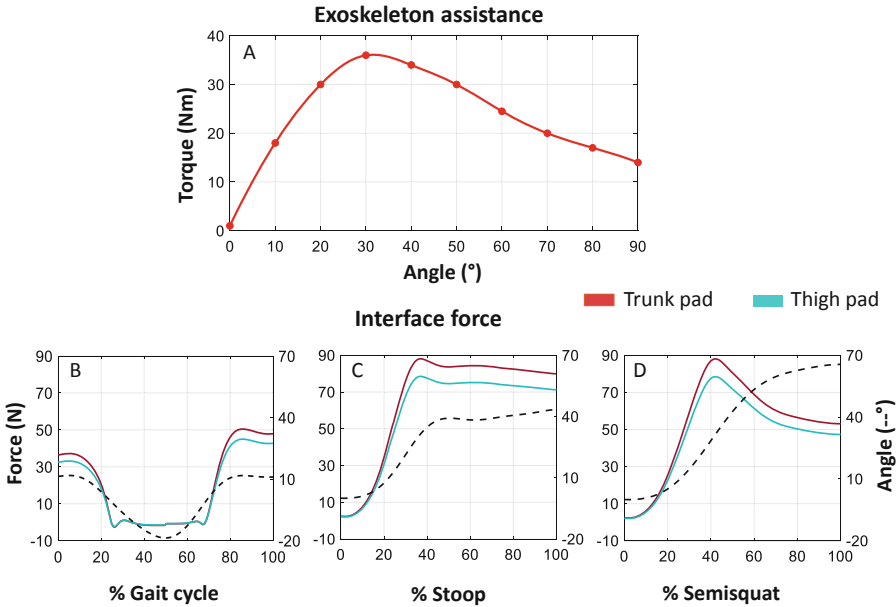 Exoskeleton assistance
A
40
30
20
10
0
Torque (Nm)
0 10 20 30 40 50 60 70 80 90
Angle (°)
Trunk pad Thigh pad
Interface force
B
90
70
50
30
10
-10
Force (N)
70
40
10
-20
0 20 40 60 80 100
% Gait cycle
C
90
70
50
30
10
-10
70
40
10
-20
0 20 40 60 80 100
% Stoop
D
90
70
50
30
10
-10
70
40
10
-20
Angle (--°)
0 20 40 60 80 100
% Semisquat